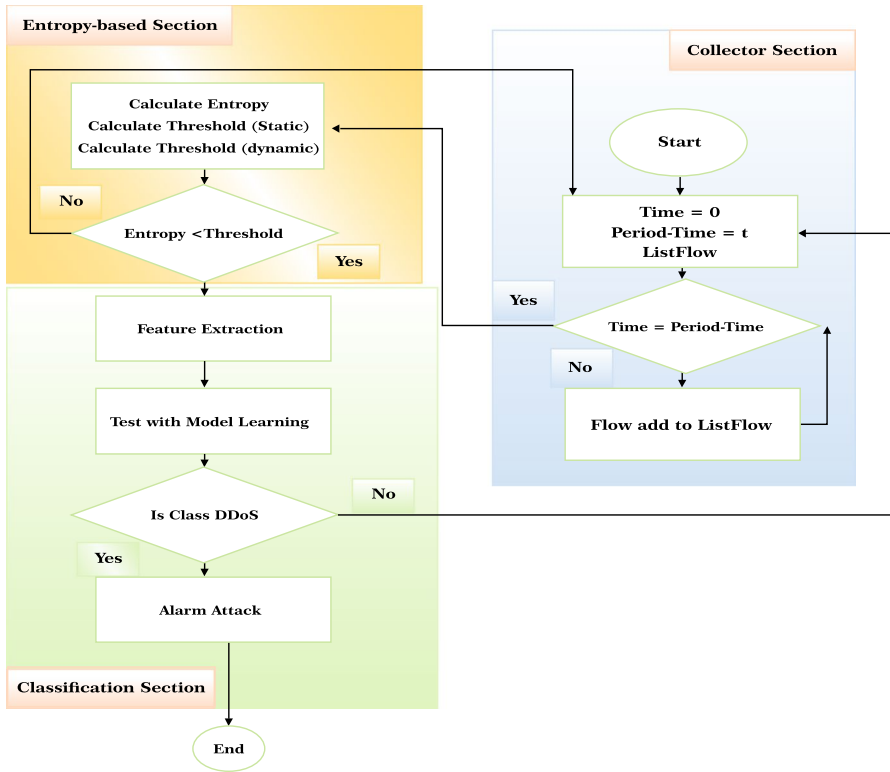 Entropy-based Section
Calculate Entropy
Calculate Threshold (Static)
Calculate Threshold (dynamic)
No
Entropy <Threshold
Yes
Collector Section
Start
Time = 0
Period-Time = t
ListFlow
Yes
Time = Period-Time
No
Flow add to ListFlow
Feature Extraction
Test with Model Learning
No
Is Class DDoS
Yes
Alarm Attack
Classification Section
End